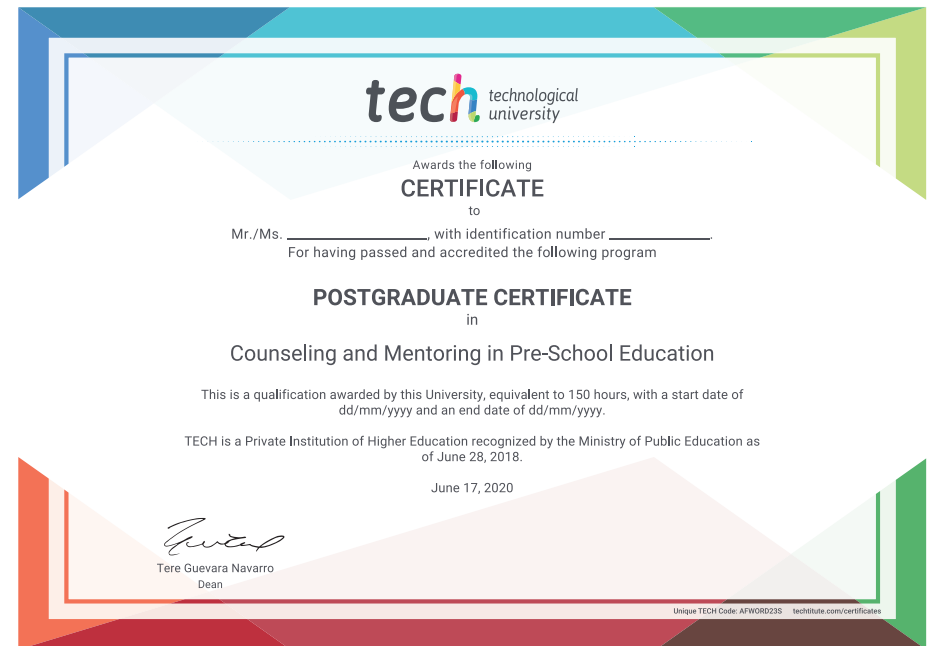 tech technological
university
Awards the following
CERTIFICATE
to
Mr./Ms. ____________, with identification number ____________.
For having passed and accredited the following program
POSTGRADUATE CERTIFICATE
in
Counseling and Mentoring in Pre-School Education
This is a qualification awarded by this University, equivalent to 150 hours, with a start date of
dd/mm/yyyy and an end date of dd/mm/yyyy.
TECH is a Private Institution of Higher Education recognized by the Ministry of Public Education as
of June 28, 2018.
June 17, 2020
Tere Guevara Navarro
Dean
Unique TECH Code: AFWORD23S techtitute.com/certificates